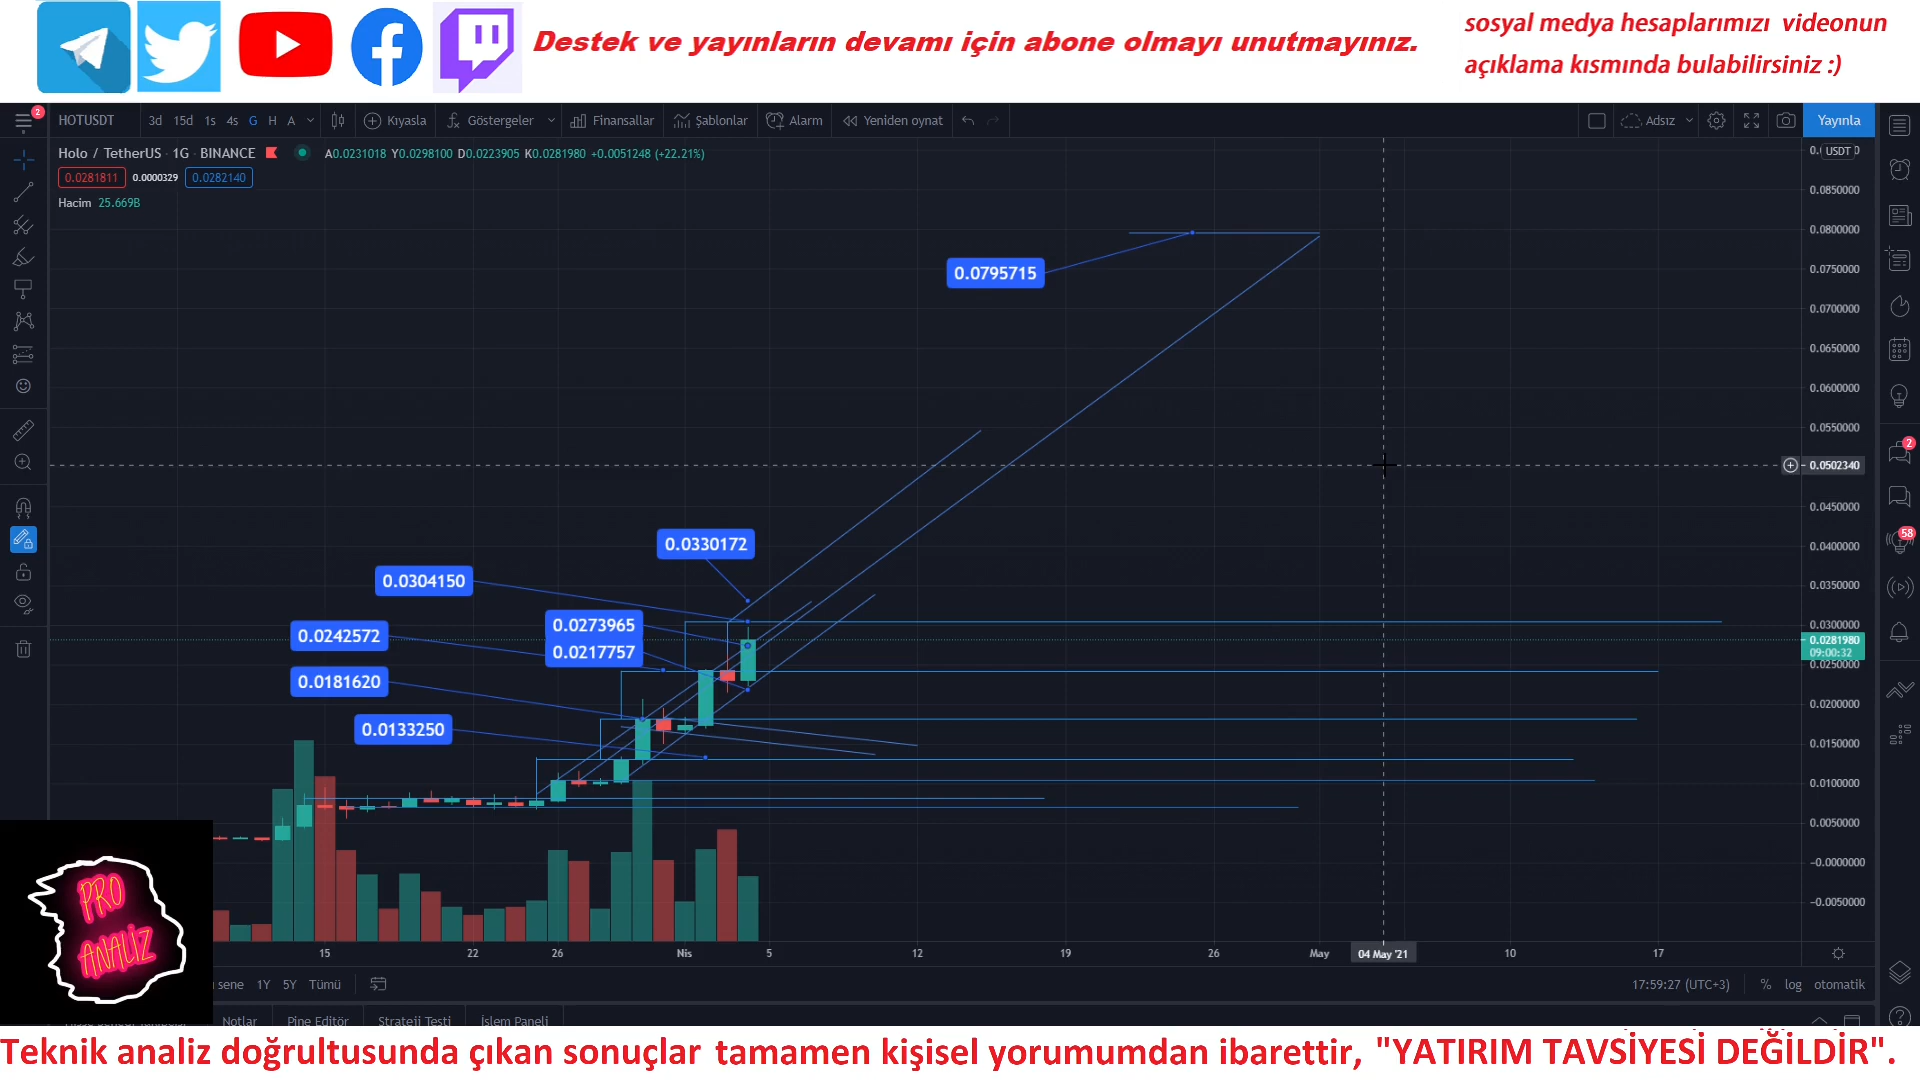 Destek ve yayınların devamı için abone olmayı unutmayınız.
sosyal medya hesaplarımızı videonun
açıklama kısmında bulabilirsiniz :)
2
HOTUSDT 3d 15d 1s 4s G H A Kıyasla Göstergeler Finansallar Şablonlar Alarm Yeniden oynat Adsız Yayınla
Holo / TetherUS · 1G · BINANCE A0.0231018 Y0.0298100 D0.0223905 K0.0281980 +0.0051248 (+22.21%)
0.0281811 0.0000329 0.0282140
Hacim 25.669B
USDT
0.0850000
0.0800000
0.0795715
0.0750000
0.0700000
0.0650000
0.0600000
0.0550000
2
0.0502340
0.0450000
58
0.0330172
0.0400000
0.0304150
0.0350000
0.0273965
0.0300000
0.0242572
0.0281980
09:00:32
0.0217757
0.0250000
0.0181620
0.0200000
0.0133250
0.0150000
0.0100000
0.0050000
−0.0000000
−0.0050000
PRO
ANALİZ
15 22 26 Nis 5 12 19 26 May 04 May '21 10 17
sene 1Y 5Y Tümü 17:59:27 (UTC+3) % log otomatik
Notlar Pine Editör Strateji Testi İşlem Paneli
Teknik analiz doğrultusunda çıkan sonuçlar tamamen kişisel yorumumdan ibarettir, "YATIRIM TAVSİYESİ DEĞİLDİR".